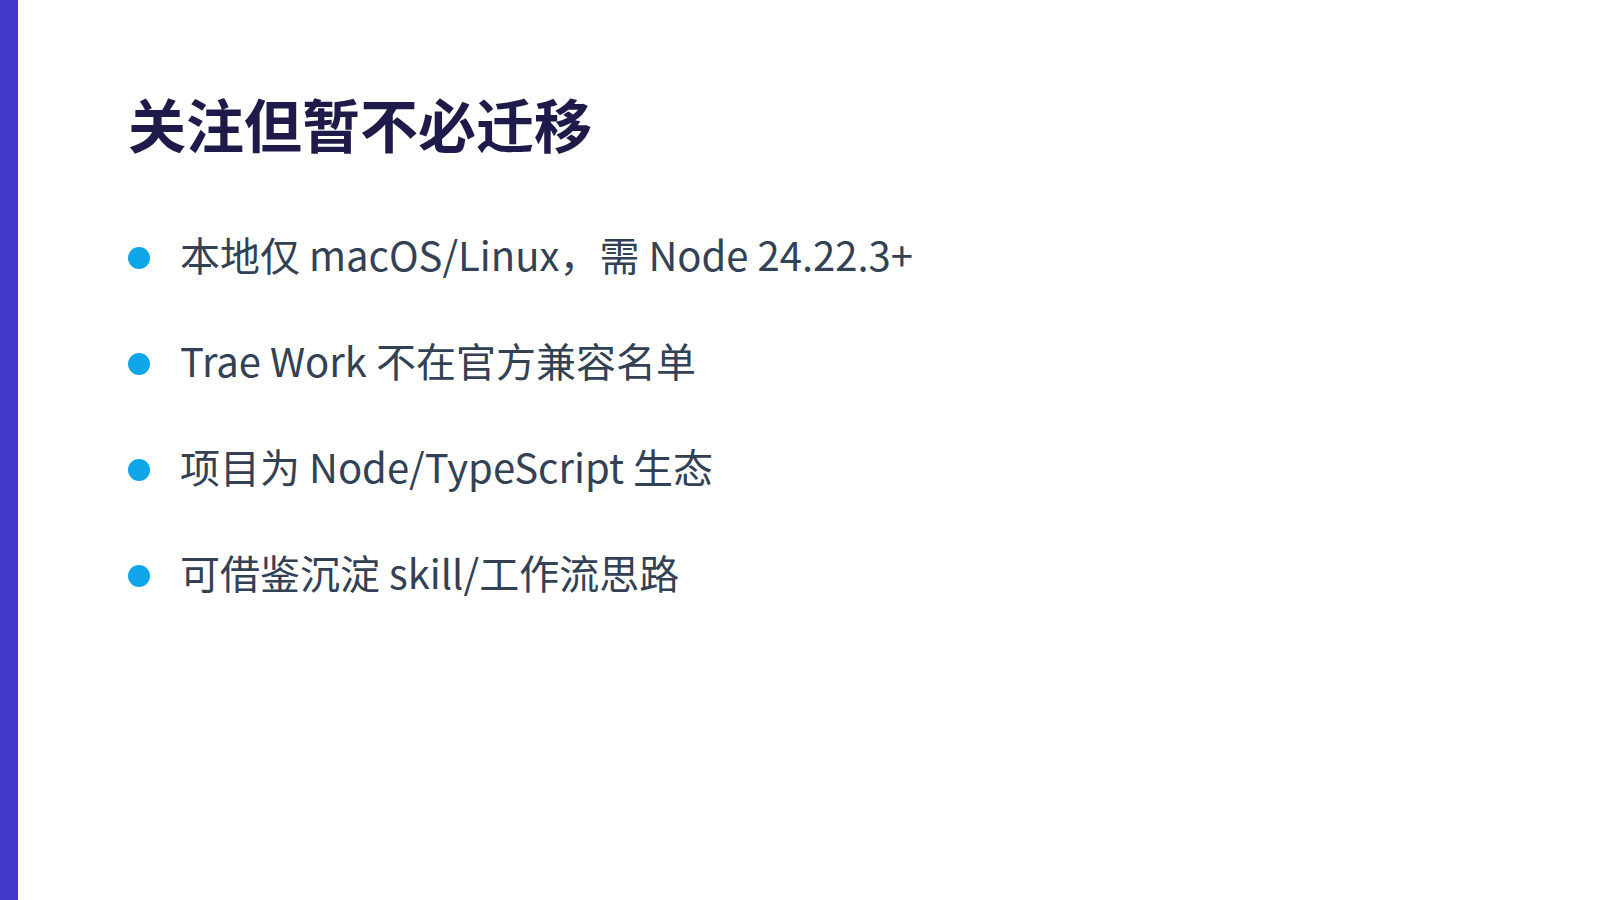 关注但暂不必迁移
本地仅 macOS/Linux，需 Node 24.22.3+
Trae Work 不在官方兼容名单
项目为 Node/TypeScript 生态
可借鉴沉淀 skill/工作流思路